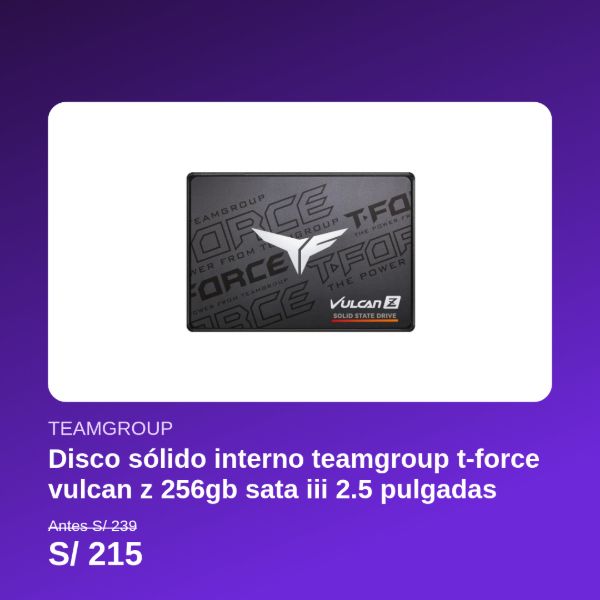 TEAMGROUP
T-FORCE
VULCAN Z
SOLID STATE DRIVE
TEAMGROUP
Disco sólido interno teamgroup t-force
vulcan z 256gb sata iii 2.5 pulgadas
Antes S/ 239
S/ 215